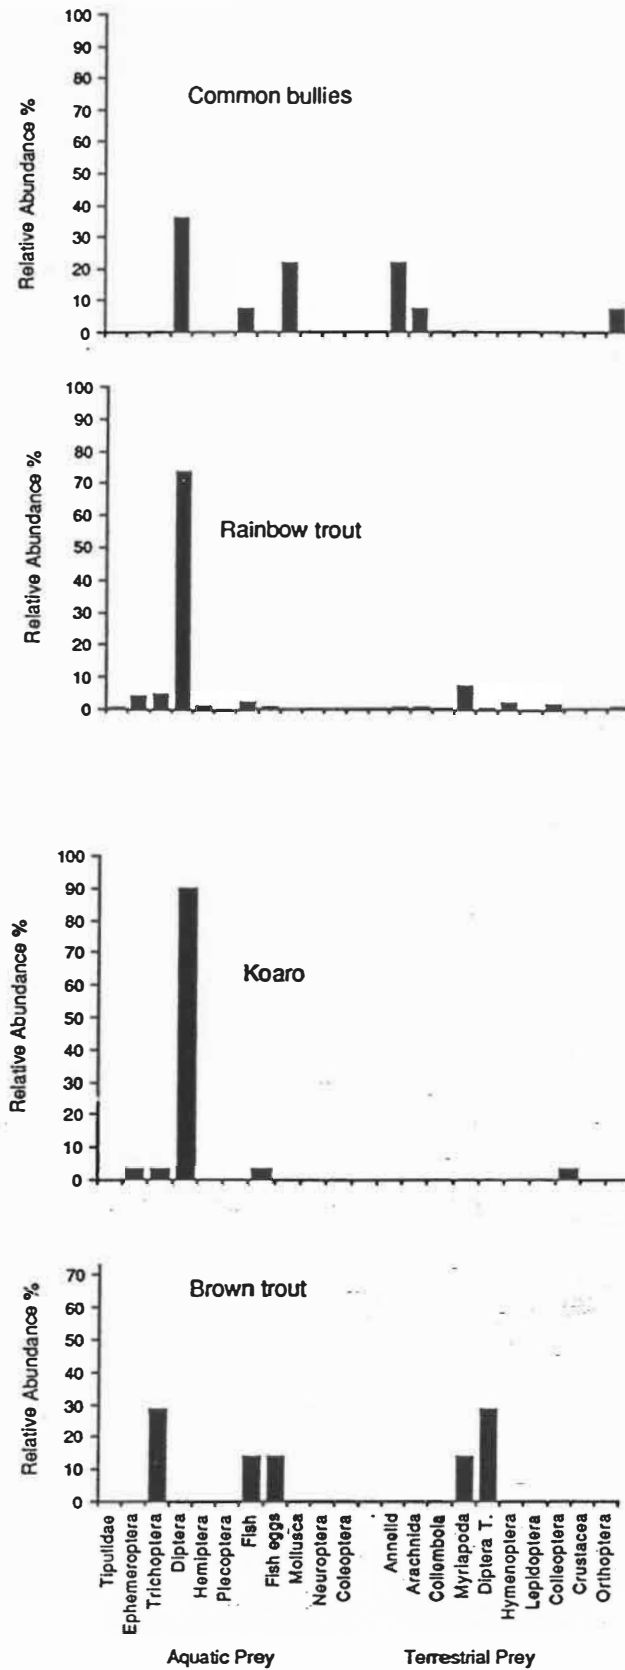 Relative Abundance %
100
90
80
70
60
50
40
30
20
10
0
Common bullies
Relative Abundance %
100
90
80
70
60
50
40
30
20
10
0
Rainbow trout
Relative Abundance %
100
90
80
70
60
50
40
30
20
10
0
Koaro
Relative Abundance %
70
60
50
40
30
20
10
0
Brown trout
Tipulidae
Ephemeroptera
Trichoptera
Diptera
Hemiptera
Plecoptera
Fish
Fish eggs
Mollusca
Neuroptera
Coleoptera
Annelid
Arachnida
Collembola
Myriapoda
Diptera T.
Hymenoptera
Lepidoptera
Colleoptera
Crustacea
Orthoptera
Aquatic Prey
Terrestrial Prey